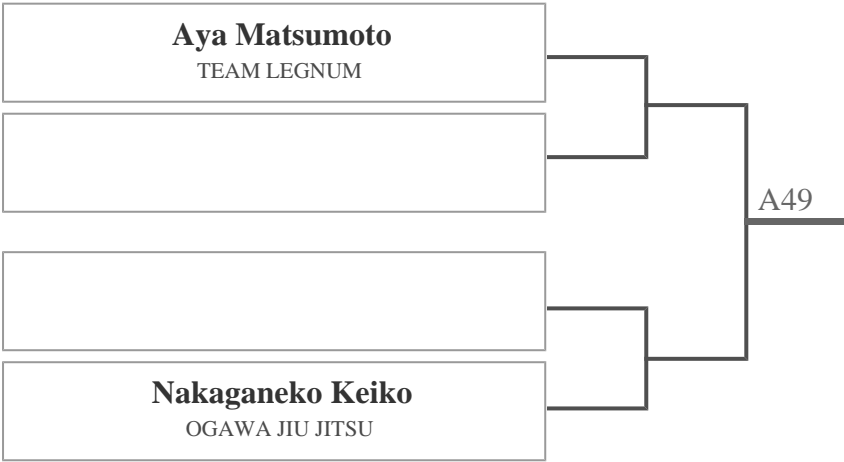 Aya Matsumoto
TEAM LEGNUM
A49
Nakaganeko Keiko
OGAWA JIU JITSU